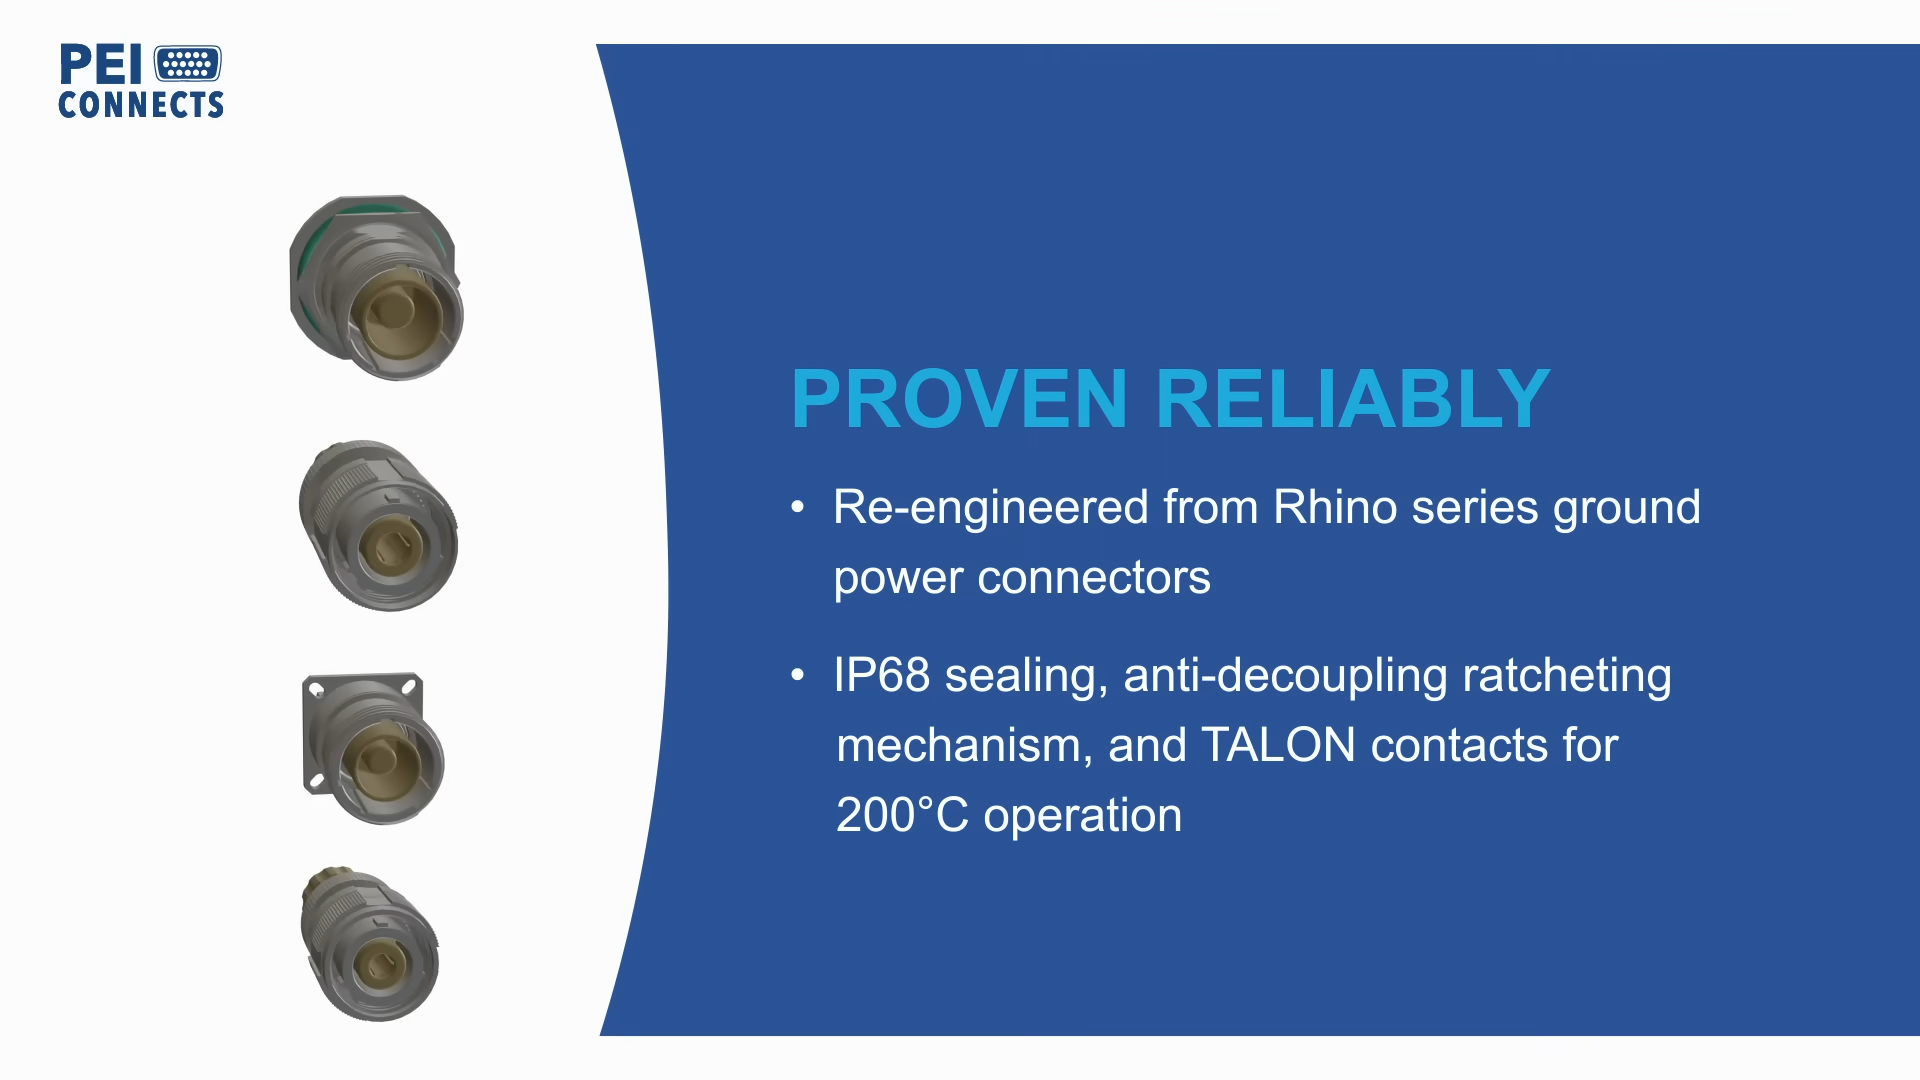 PEI
CONNECTS
PROVEN RELIABLY
• Re-engineered from Rhino series ground
power connectors
• IP68 sealing, anti-decoupling ratcheting
mechanism, and TALON contacts for
200°C operation